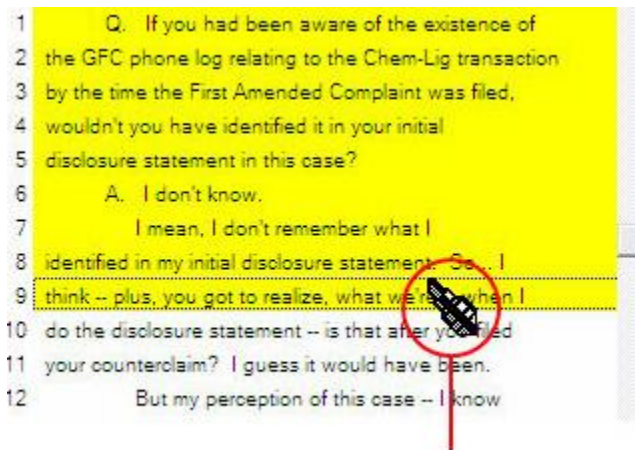 1 Q. If you had been aware of the existence of
2 the GFC phone log relating to the Chem-Lig transaction
3 by the time the First Amended Complaint was filed,
4 wouldn't you have identified it in your initial
5 disclosure statement in this case?
6 A. I don't know.
7 I mean, I don't remember what I
8 identified in my initial disclosure statement. So... I
9 think -- plus, you got to realize, what we're when I
10 do the disclosure statement -- is that after you filed
11 your counterclaim? I guess it would have been.
12 But my perception of this case -- I know